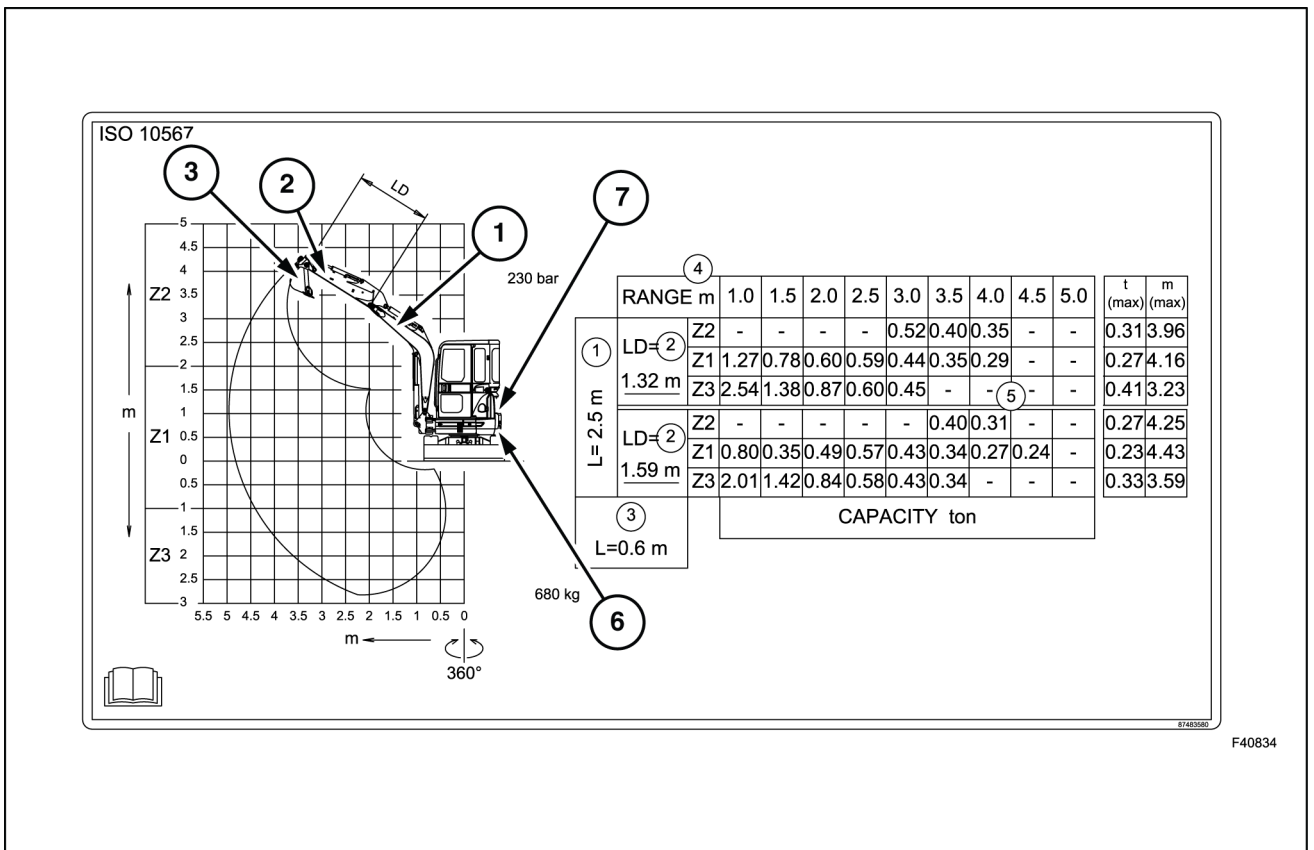 ISO 10567
3
2
LD
1
7
230 bar
5
4.5
4
3.5
3
2.5
2
1.5
1
0.5
0
0.5
1
1.5
2
2.5
3
Z2
Z1
Z3
m
5.5 5 4.5 4 3.5 3 2.5 2 1.5 1 0.5 0
m
360°
680 kg
6
4
RANGE m 1.0 1.5 2.0 2.5 3.0 3.5 4.0 4.5 5.0 t (max) m (max)
1
L= 2.5 m
LD= 2
1.32 m
Z2 - - - - 0.52 0.40 0.35 - - 0.31 3.96
Z1 1.27 0.78 0.60 0.59 0.44 0.35 0.29 - - 0.27 4.16
Z3 2.54 1.38 0.87 0.60 0.45 - - - - 0.41 3.23
5
LD= 2
1.59 m
Z2 - - - - - 0.40 0.31 - - 0.27 4.25
Z1 0.80 0.35 0.49 0.57 0.43 0.34 0.27 0.24 - 0.23 4.43
Z3 2.01 1.42 0.84 0.58 0.43 0.34 - - - 0.33 3.59
3
L=0.6 m
CAPACITY ton
87483580
F40834